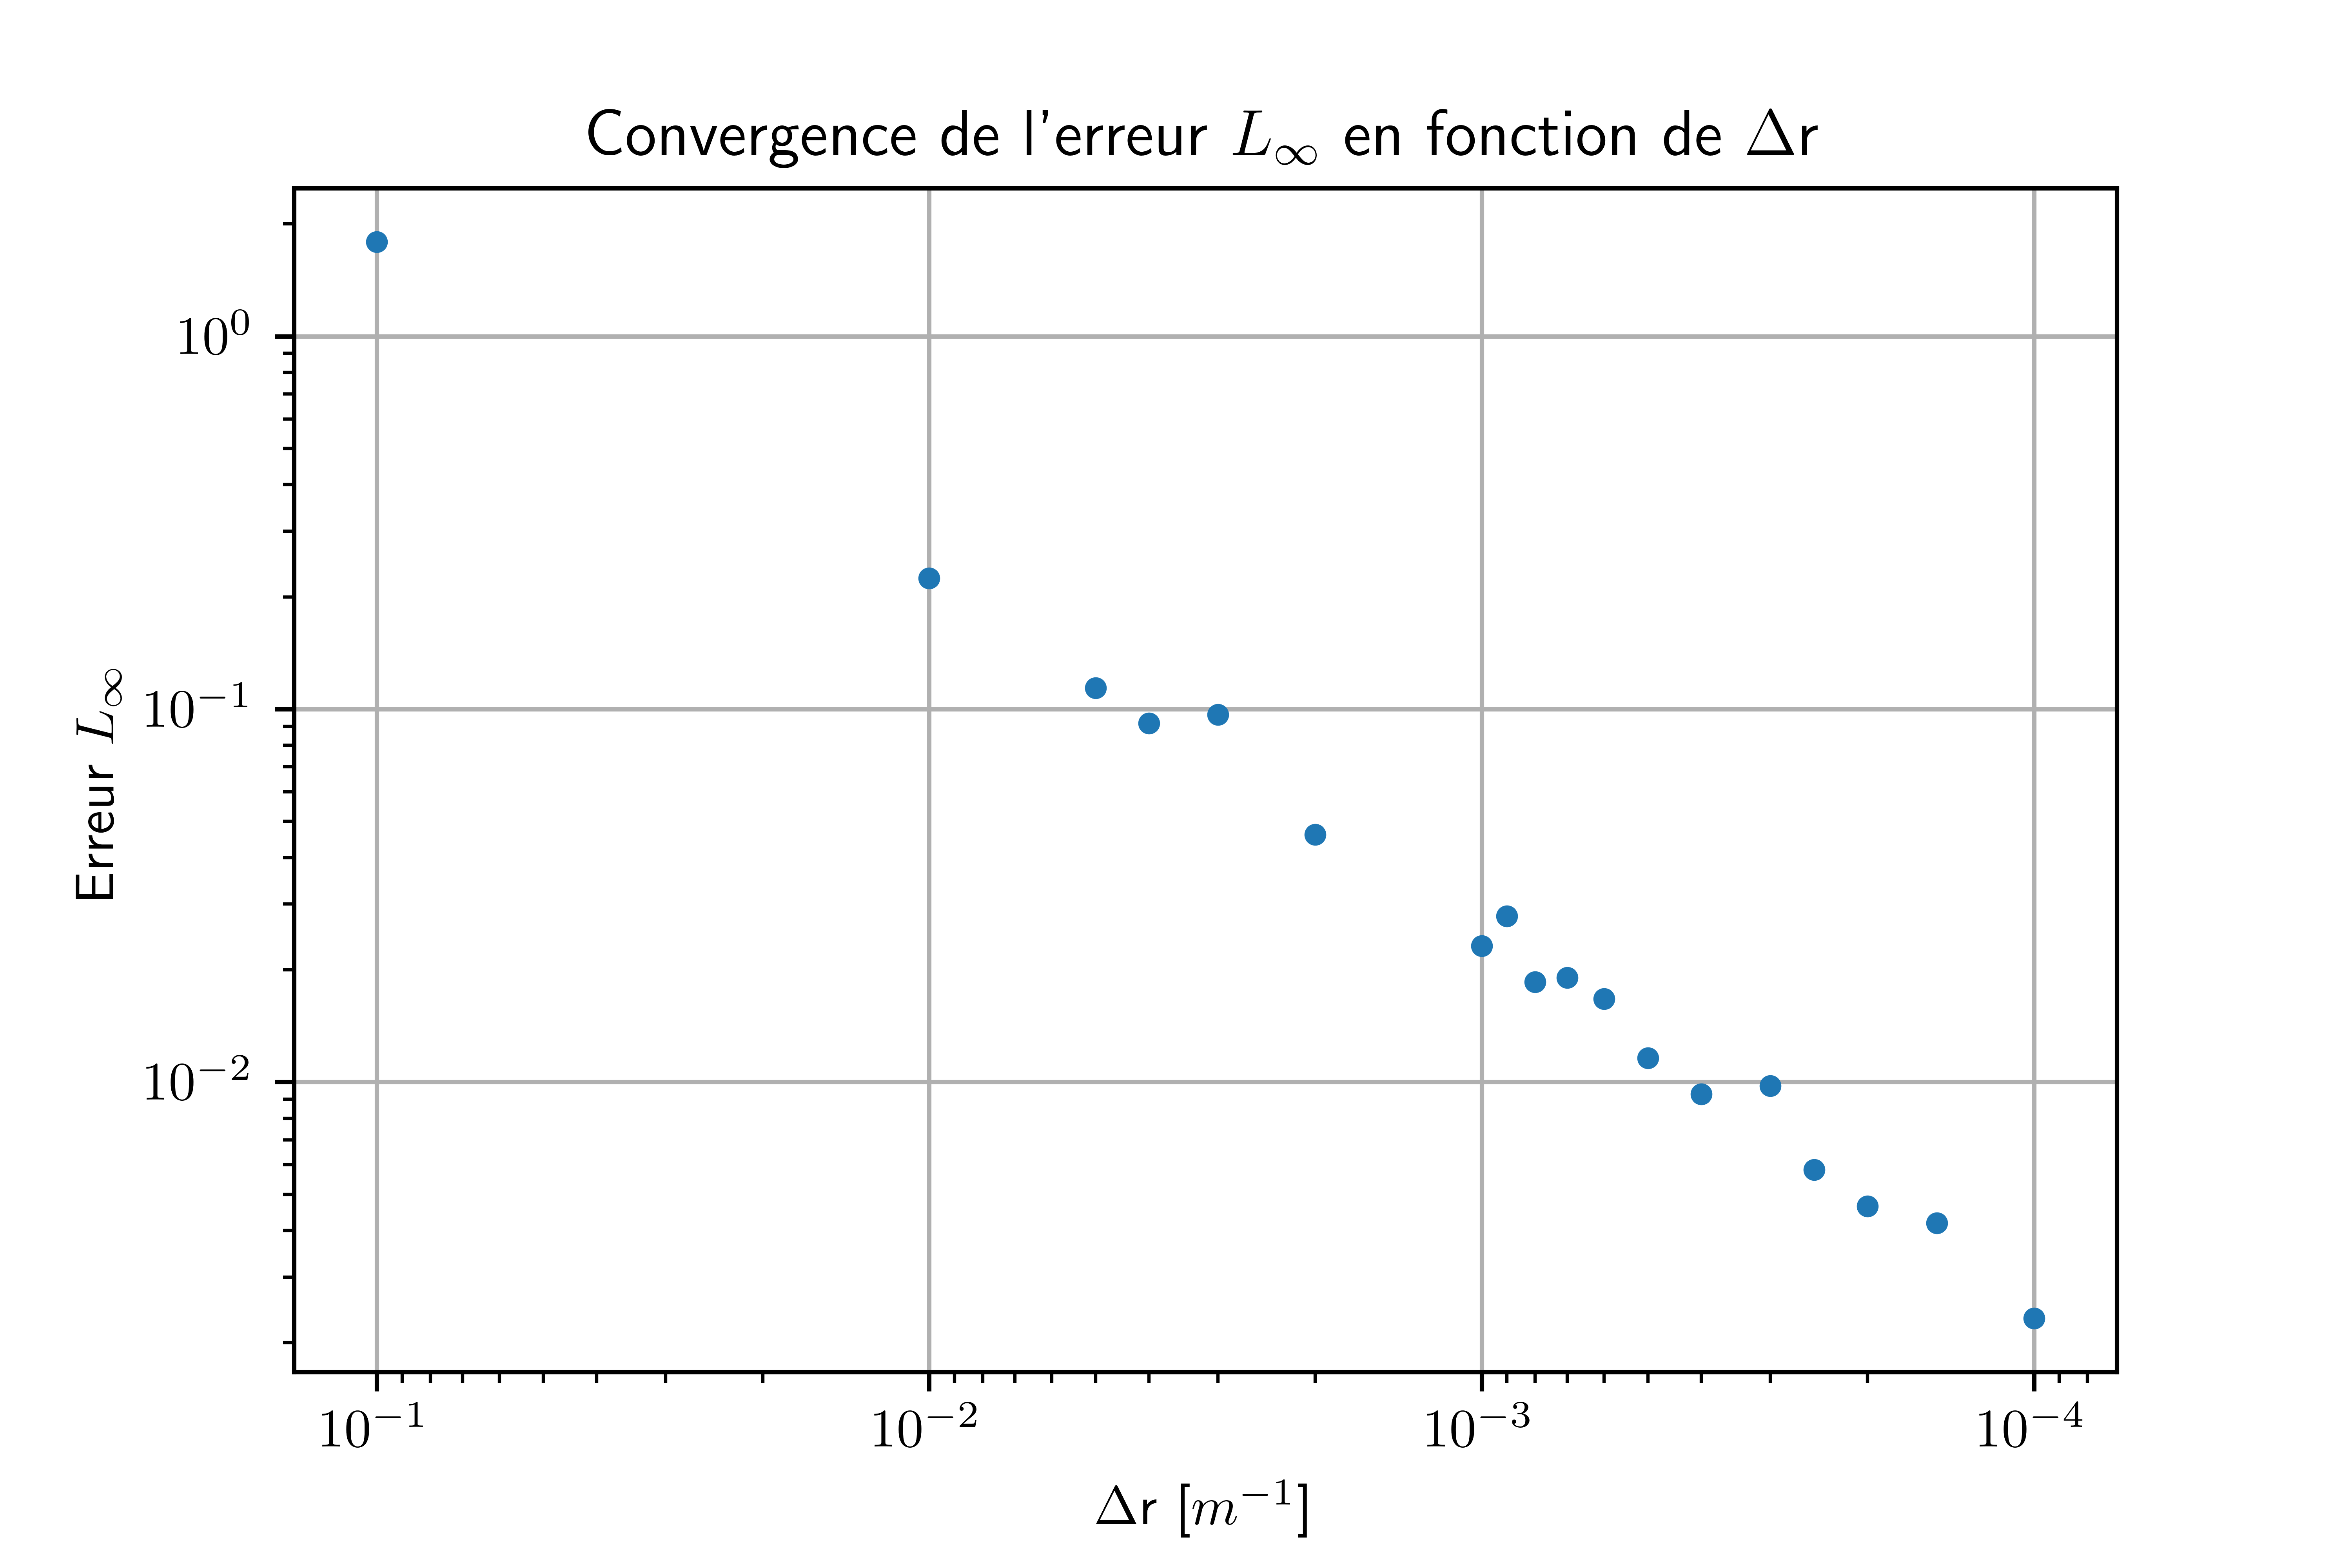 Convergence de l'erreur $L_\infty$ en fonction de Δr
$10^0$
$10^{-1}$
$10^{-2}$
Erreur $L_\infty$
$10^{-1}$ $10^{-2}$ $10^{-3}$ $10^{-4}$
Δr [$m^{-1}$]